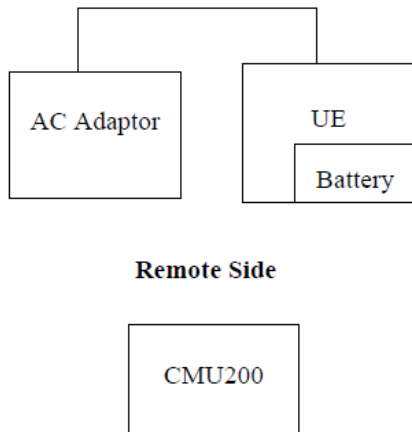 AC Adaptor
UE
Battery
Remote Side
CMU200